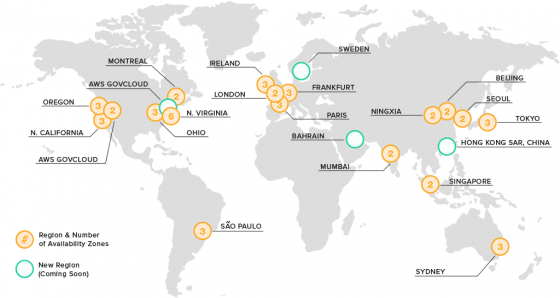 SWEDEN
MONTREAL
IRELAND
BEIJING
AWS GOVCLOUD
FRANKFURT
SEOUL
OREGON
3
2
3
2
3
2
LONDON
3
2
3
6
N. VIRGINIA
NINGXIA
2
2
2
3
TOKYO
N. CALIFORNIA
3
OHIO
PARIS
BAHRAIN
HONG KONG SAR, CHINA
AWS GOVCLOUD
MUMBAI
2
2
SINGAPORE
# Region & Number
of Availability Zones
3
SÃO PAULO
3
New Region
(Coming Soon)
SYDNEY